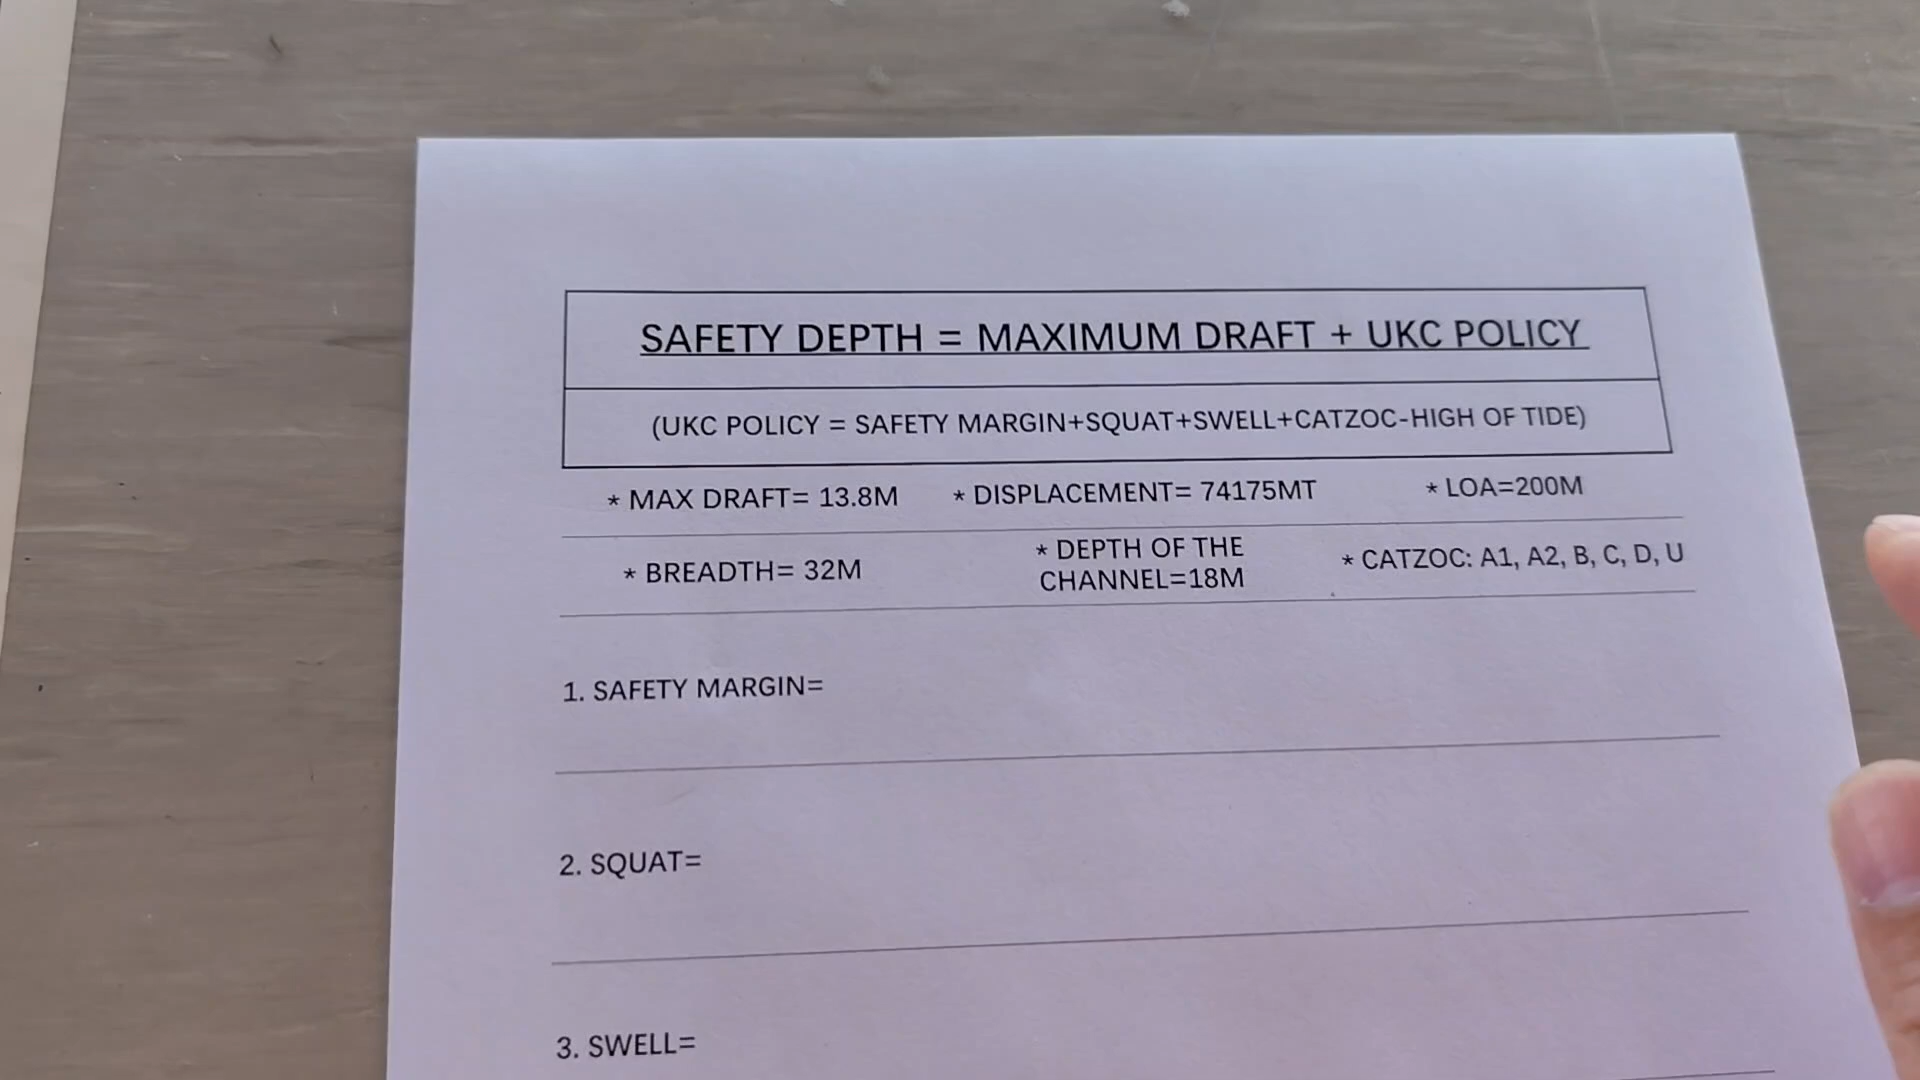 SAFETY DEPTH = MAXIMUM DRAFT + UKC POLICY
(UKC POLICY = SAFETY MARGIN+SQUAT+SWELL+CATZOC-HIGH OF TIDE)
* MAX DRAFT= 13.8M * DISPLACEMENT= 74175MT * LOA=200M
* BREADTH= 32M * DEPTH OF THE CHANNEL=18M * CATZOC: A1, A2, B, C, D, U
1. SAFETY MARGIN=
2. SQUAT=
3. SWELL=